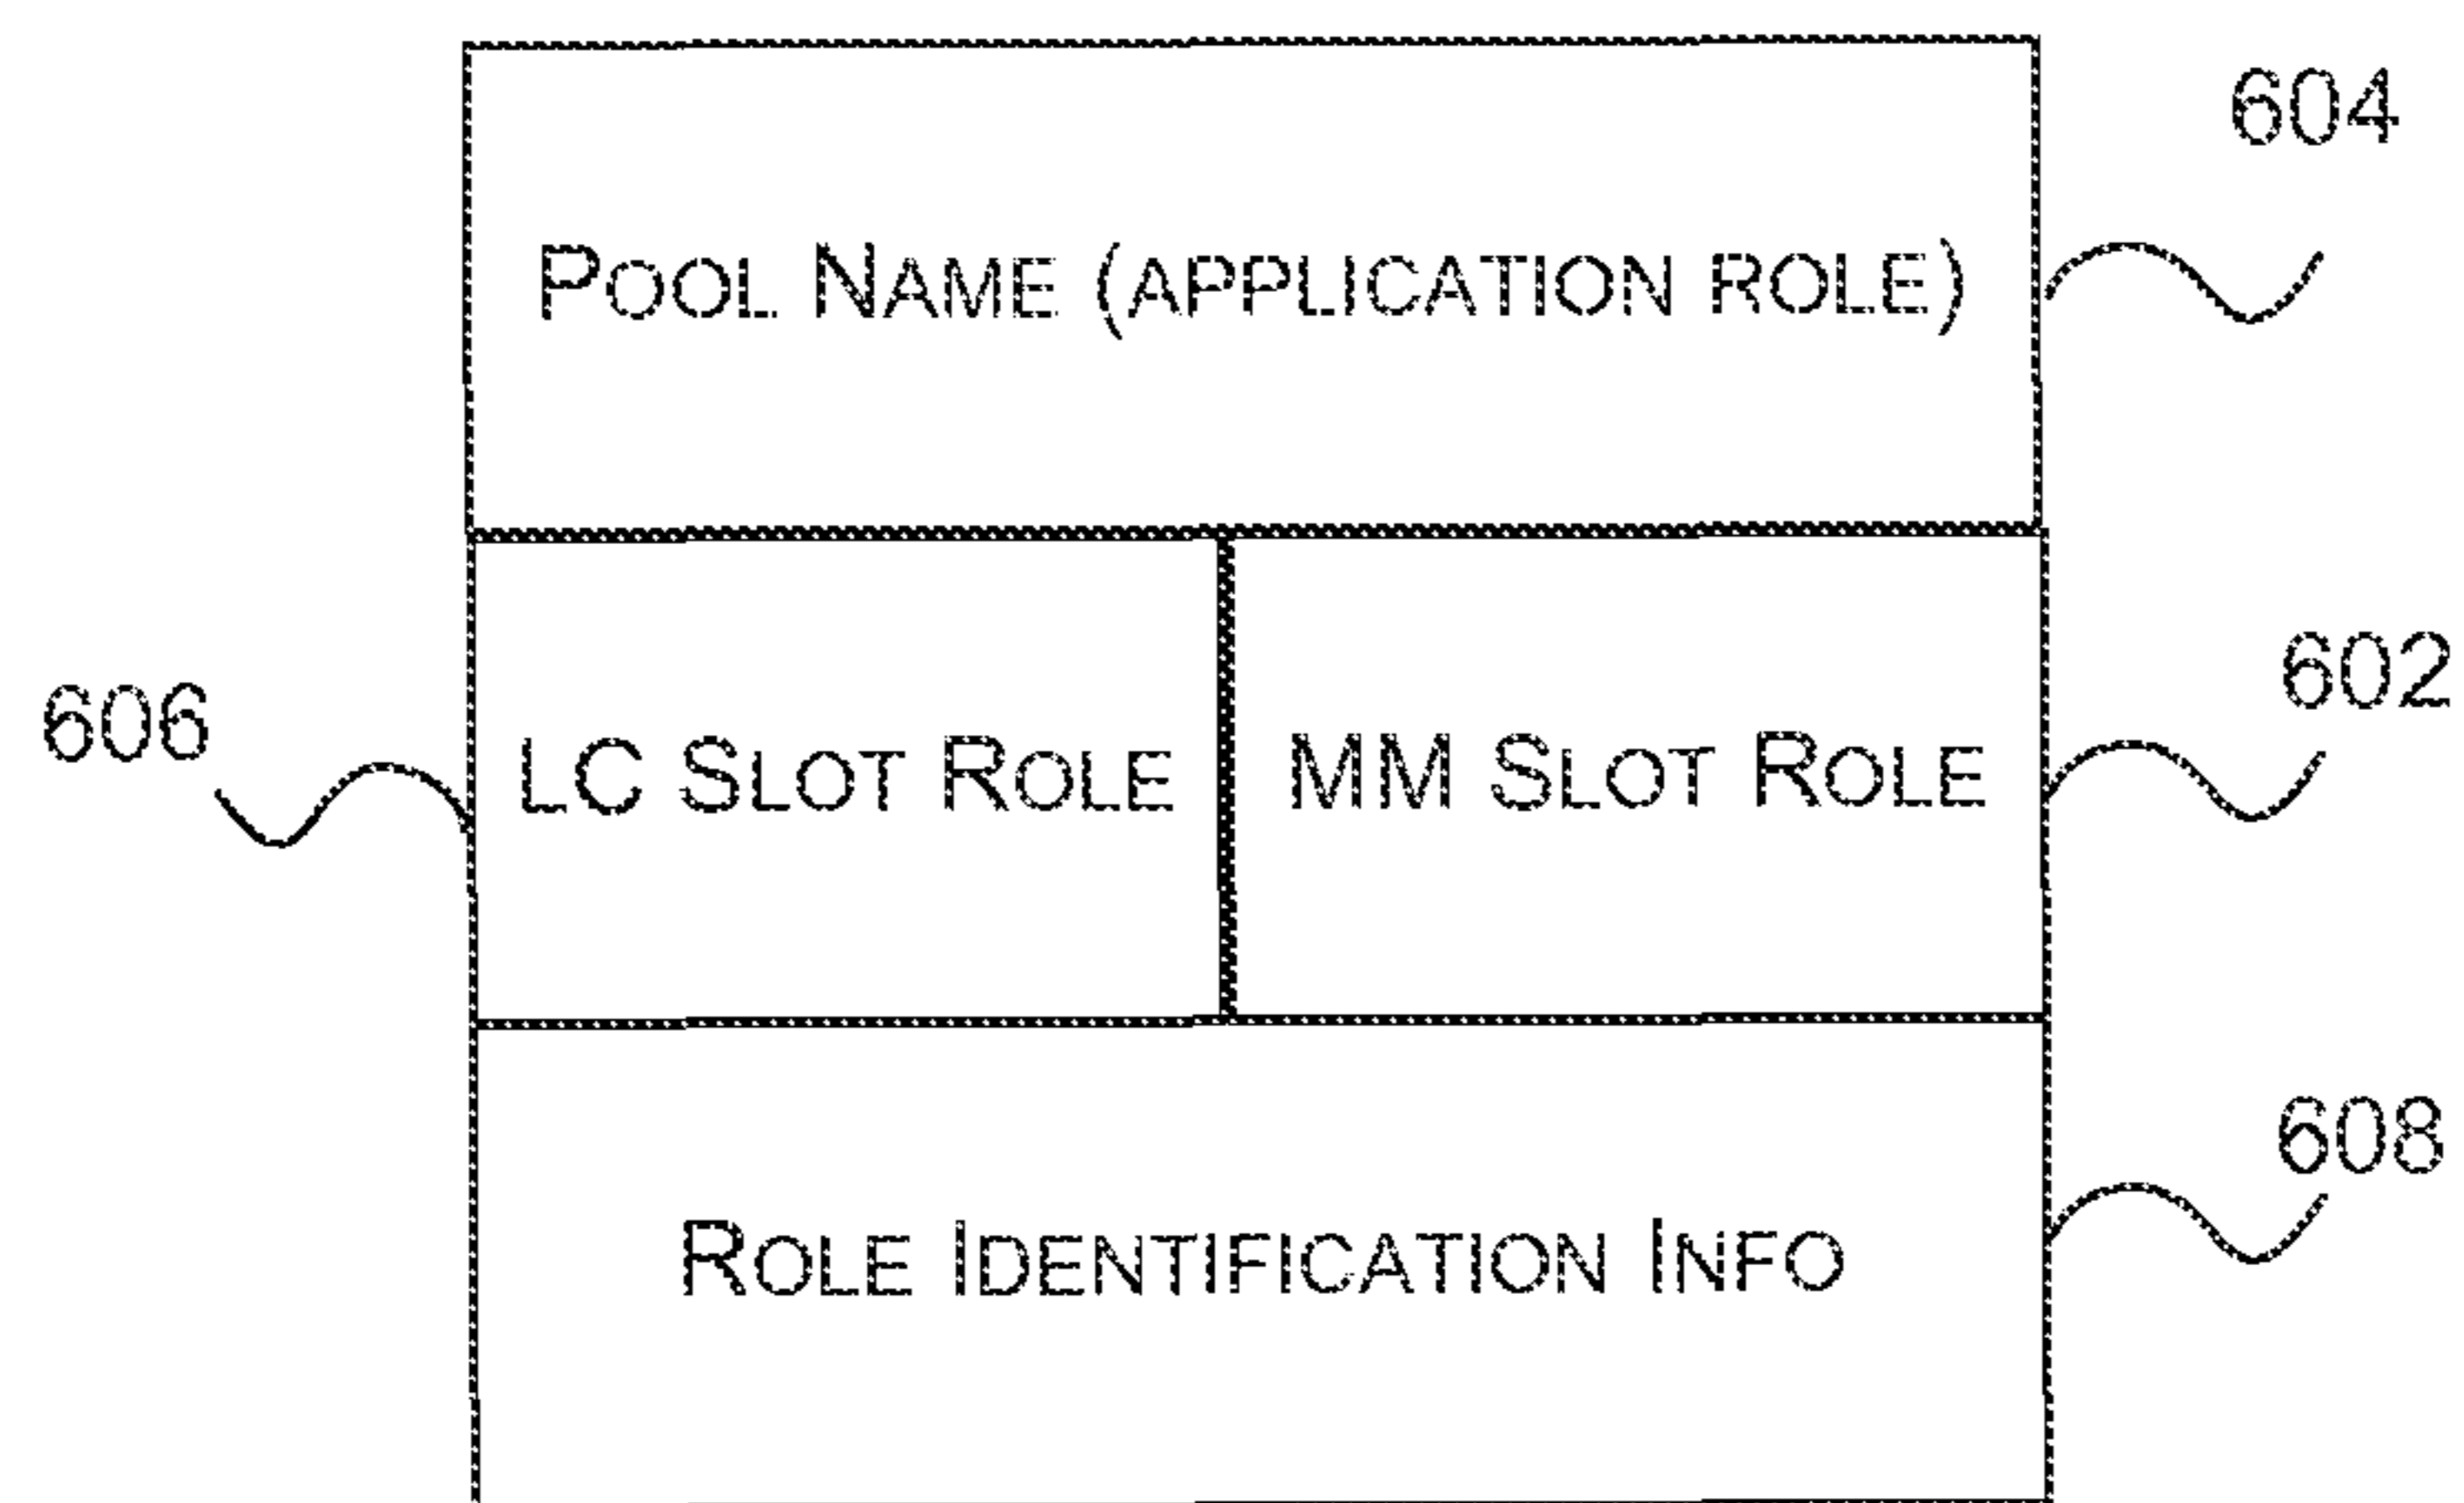 604
POOL NAME (APPLICATION ROLE)
606
LC SLOT ROLE
MM SLOT ROLE
602
608
ROLE IDENTIFICATION INFO